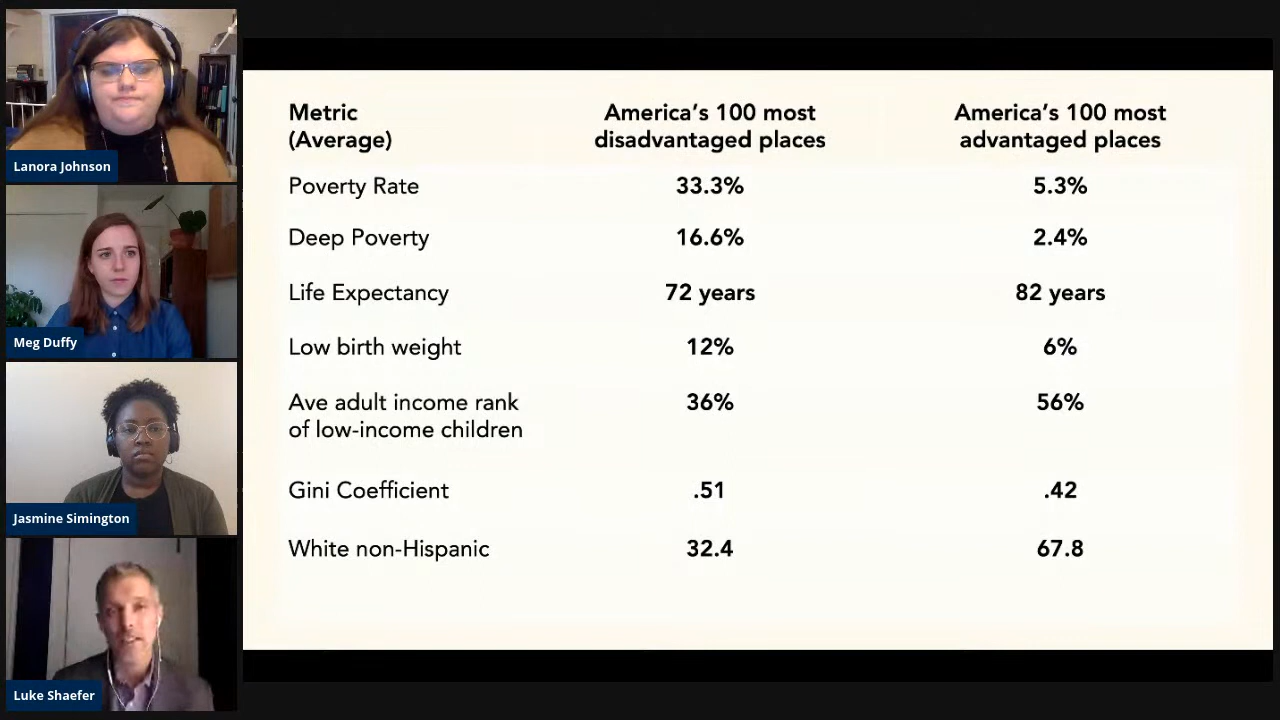 Lanora Johnson
Meg Duffy
Jasmine Simington
Luke Shaefer
Metric America’s 100 most America’s 100 most
(Average) disadvantaged places advantaged places
Poverty Rate 33.3% 5.3%
Deep Poverty 16.6% 2.4%
Life Expectancy 72 years 82 years
Low birth weight 12% 6%
Ave adult income rank 36% 56%
of low-income children
Gini Coefficient .51 .42
White non-Hispanic 32.4 67.8